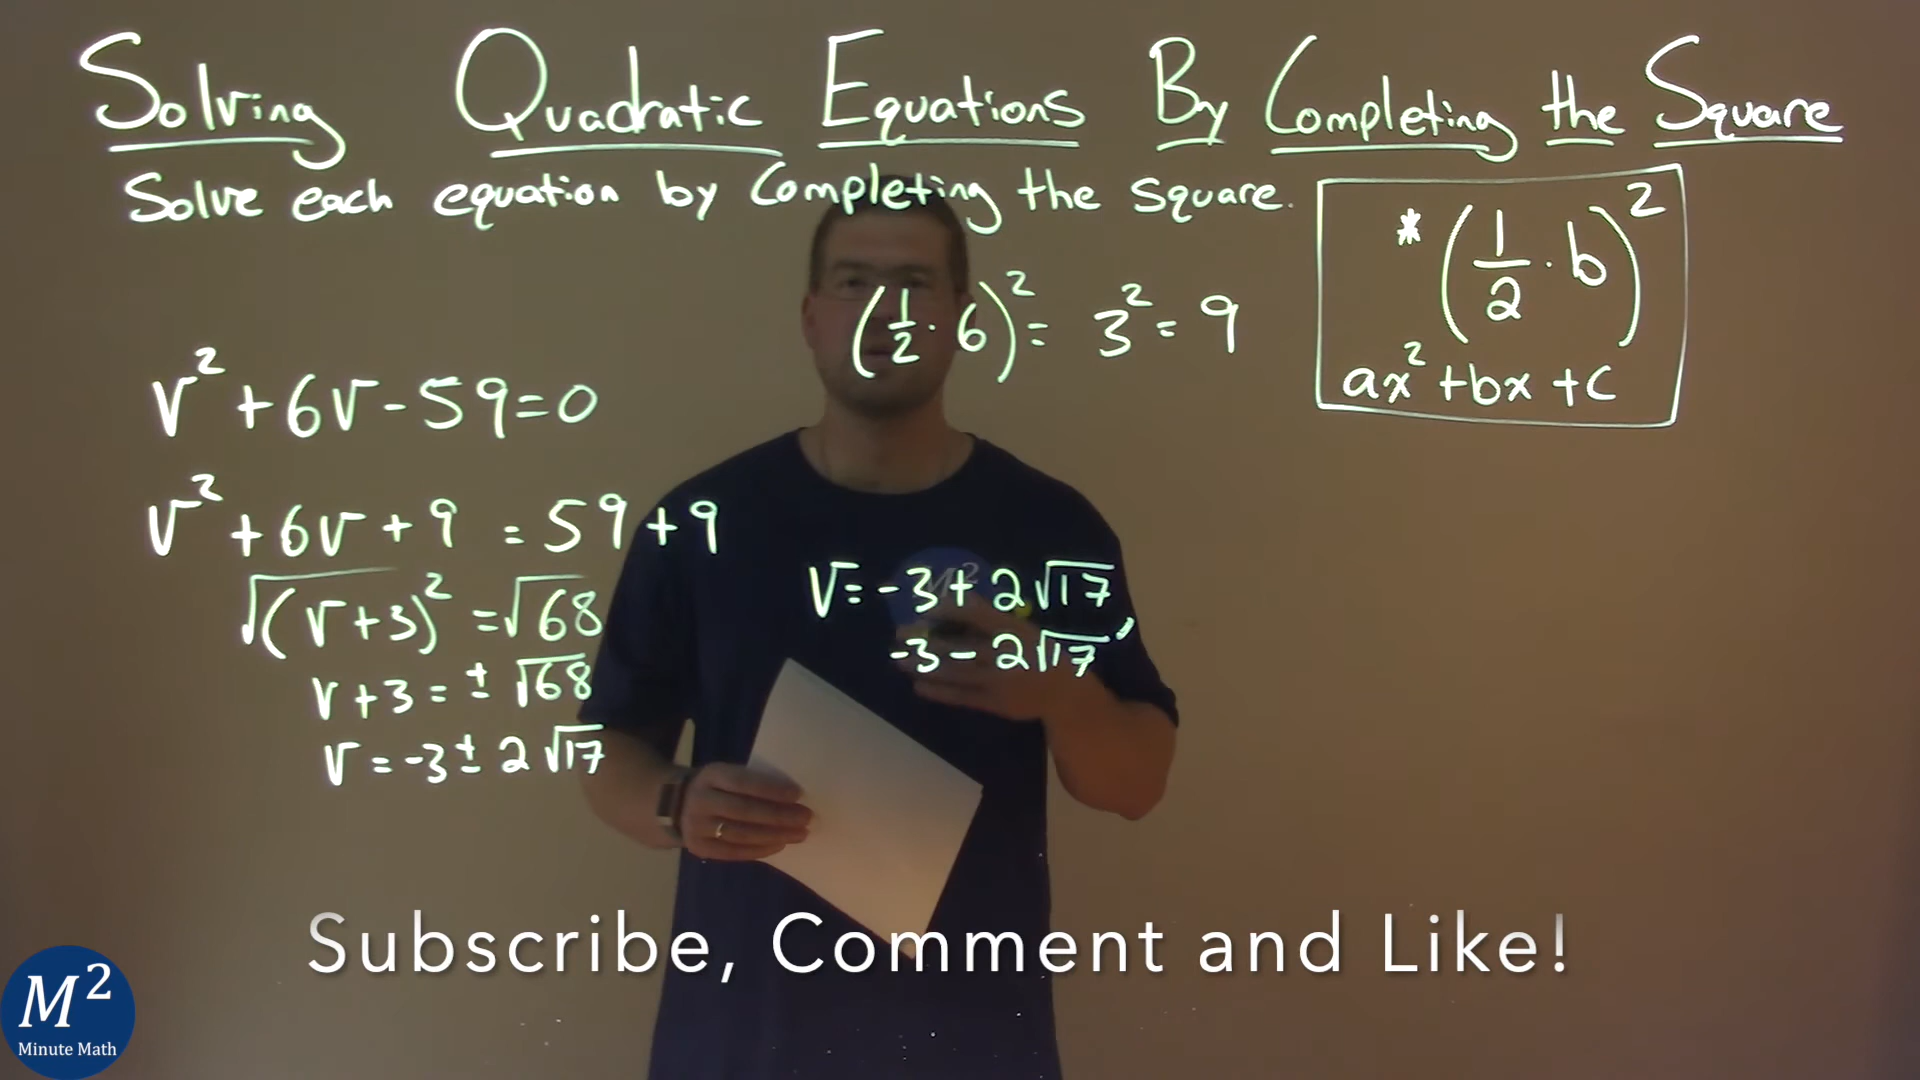 Solving Quadratic Equations By Completing the Square
Solve each equation by Completing the square.
* (1/2 · b)²
ax² + bx + c
(1/2 · 6)² = 3² = 9
v² + 6v - 59 = 0
v² + 6v + 9 = 59 + 9
√(v + 3)² = √68
v + 3 = ± √68
v = -3 ± 2√17
v = -3 + 2√17,
-3 - 2√17
M²
Subscribe, Comment and Like!
M²
Minute Math